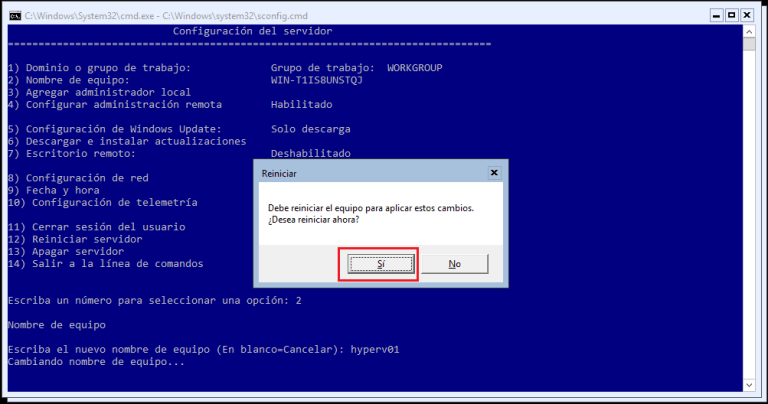 C:\Windows\System32\cmd.exe - C:\Windows\system32\sconfig.cmd
Configuración del servidor
===============================================================================
1) Dominio o grupo de trabajo: Grupo de trabajo: WORKGROUP
2) Nombre de equipo: WIN-T1IS8UNSTQJ
3) Agregar administrador local
4) Configurar administración remota Habilitado
5) Configuración de Windows Update: Solo descarga
6) Descargar e instalar actualizaciones
7) Escritorio remoto: Deshabilitado
8) Configuración de red
9) Fecha y hora
10) Configuración de telemetría
11) Cerrar sesión del usuario
12) Reiniciar servidor
13) Apagar servidor
14) Salir a la línea de comandos
Reiniciar
Debe reiniciar el equipo para aplicar estos cambios.
¿Desea reiniciar ahora?
Sí No
Escriba un número para seleccionar una opción: 2
Nombre de equipo
Escriba el nuevo nombre de equipo (En blanco=Cancelar): hyperv01
Cambiando nombre de equipo...